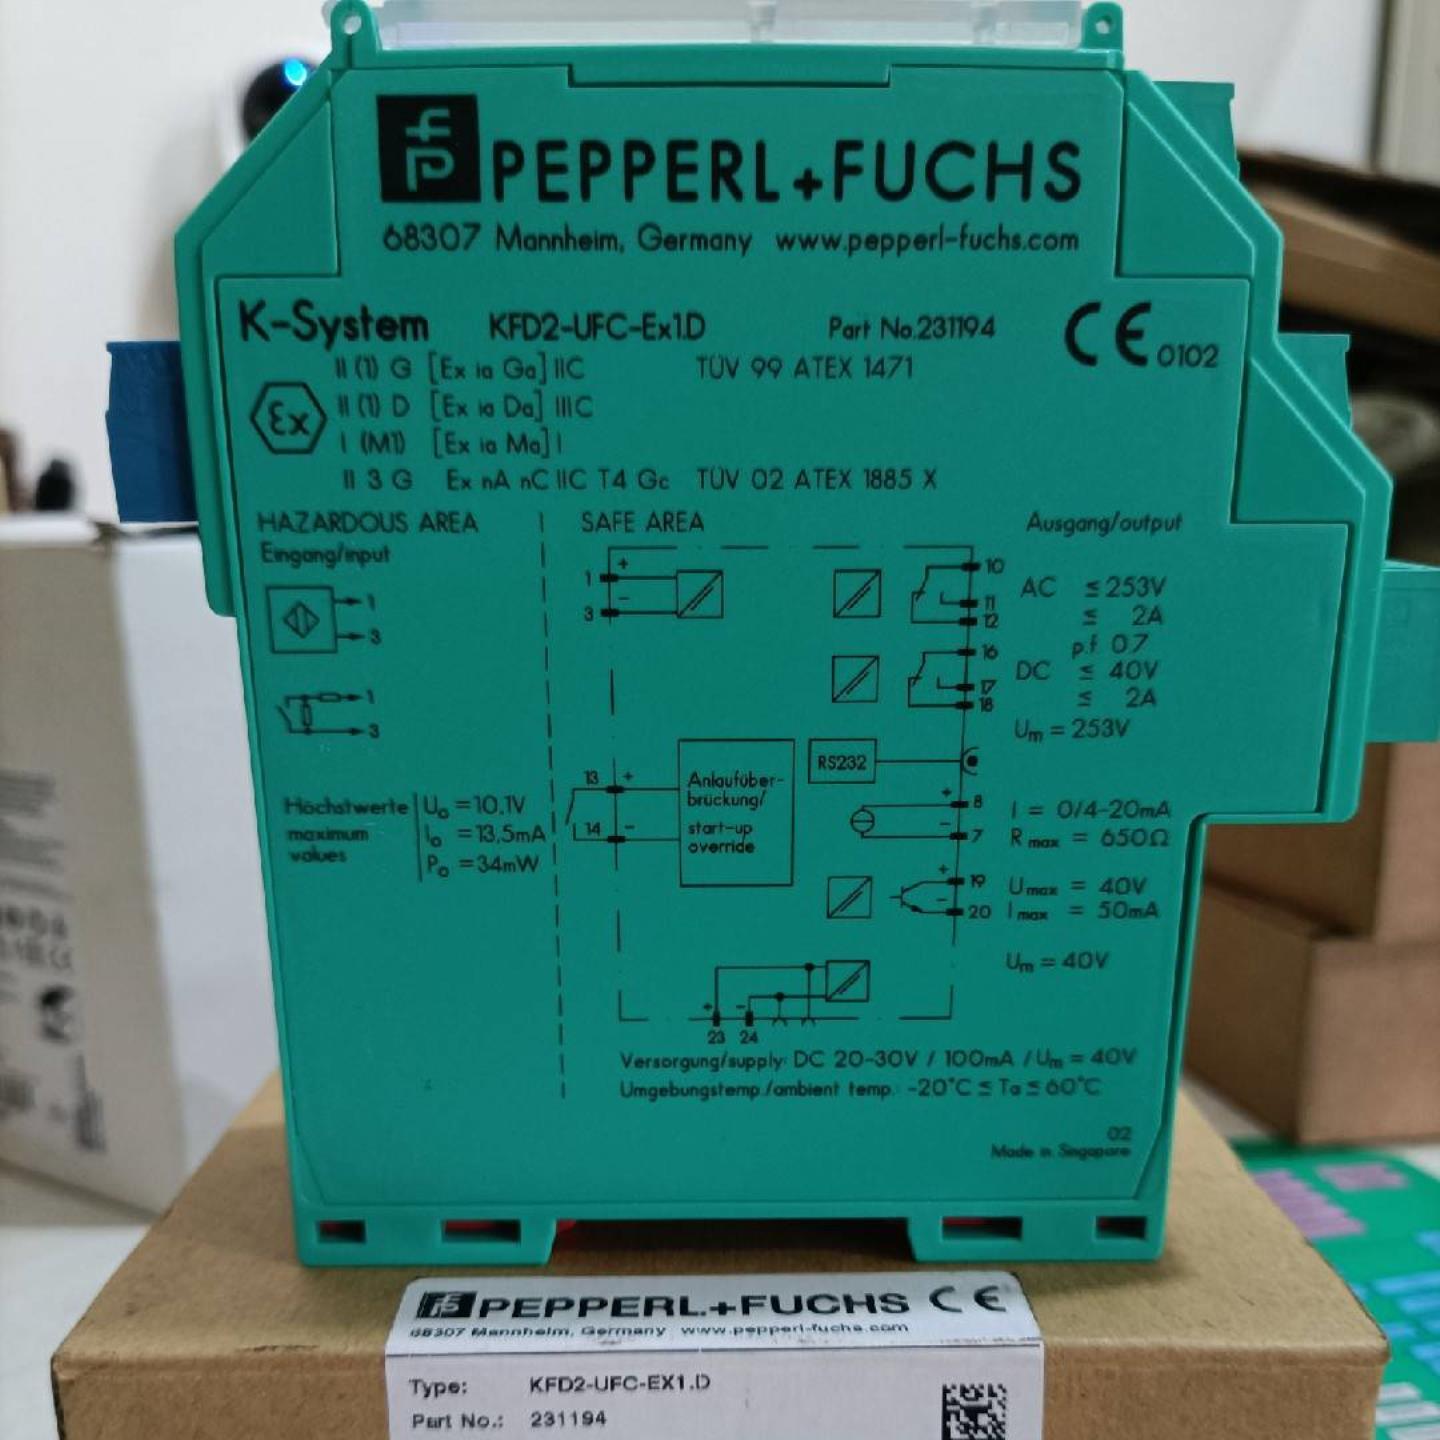 PEPPERL+FUCHS
68307 Mannheim, Germany www.pepperl-fuchs.com
K-System KFD2-UFC-Ex1.D Part No.231194 CE 0102
II (1) G [Ex ia Ga] IIC TÜV 99 ATEX 1471
Ex II (1) D [Ex ia Da] IIIC
I (M1) [Ex ia Ma] I
II 3 G Ex nA nC IIC T4 Gc TÜV 02 ATEX 1885 X
HAZARDOUS AREA SAFE AREA Ausgang/output
Eingang/input
1
3
1
3
1 +
3 −
10
11
12
AC ≤ 253V
≤ 2A
p.f. 0.7
16
17
18
DC ≤ 40V
≤ 2A
Um = 253V
RS232
13 +
14 −
Anlaufüber-
brückung/
start-up
override
Höchstwerte Uo = 10,1V
maximum Io = 13,5mA
values Po = 34mW
+ 8 I = 0/4-20mA
− 7 R max = 650Ω
+ 19 Umax = 40V
− 20 Imax = 50mA
Um = 40V
+ −
23 24
Versorgung/supply: DC 20-30V / 100mA / Um = 40V
Umgebungstemp./ambient temp.: -20°C ≤ Ta ≤ 60°C
02
Made in Singapore
PEPPERL+FUCHS CE
68307 Mannheim, Germany www.pepperl-fuchs.com
Type: KFD2-UFC-EX1.D
Part No.: 231194